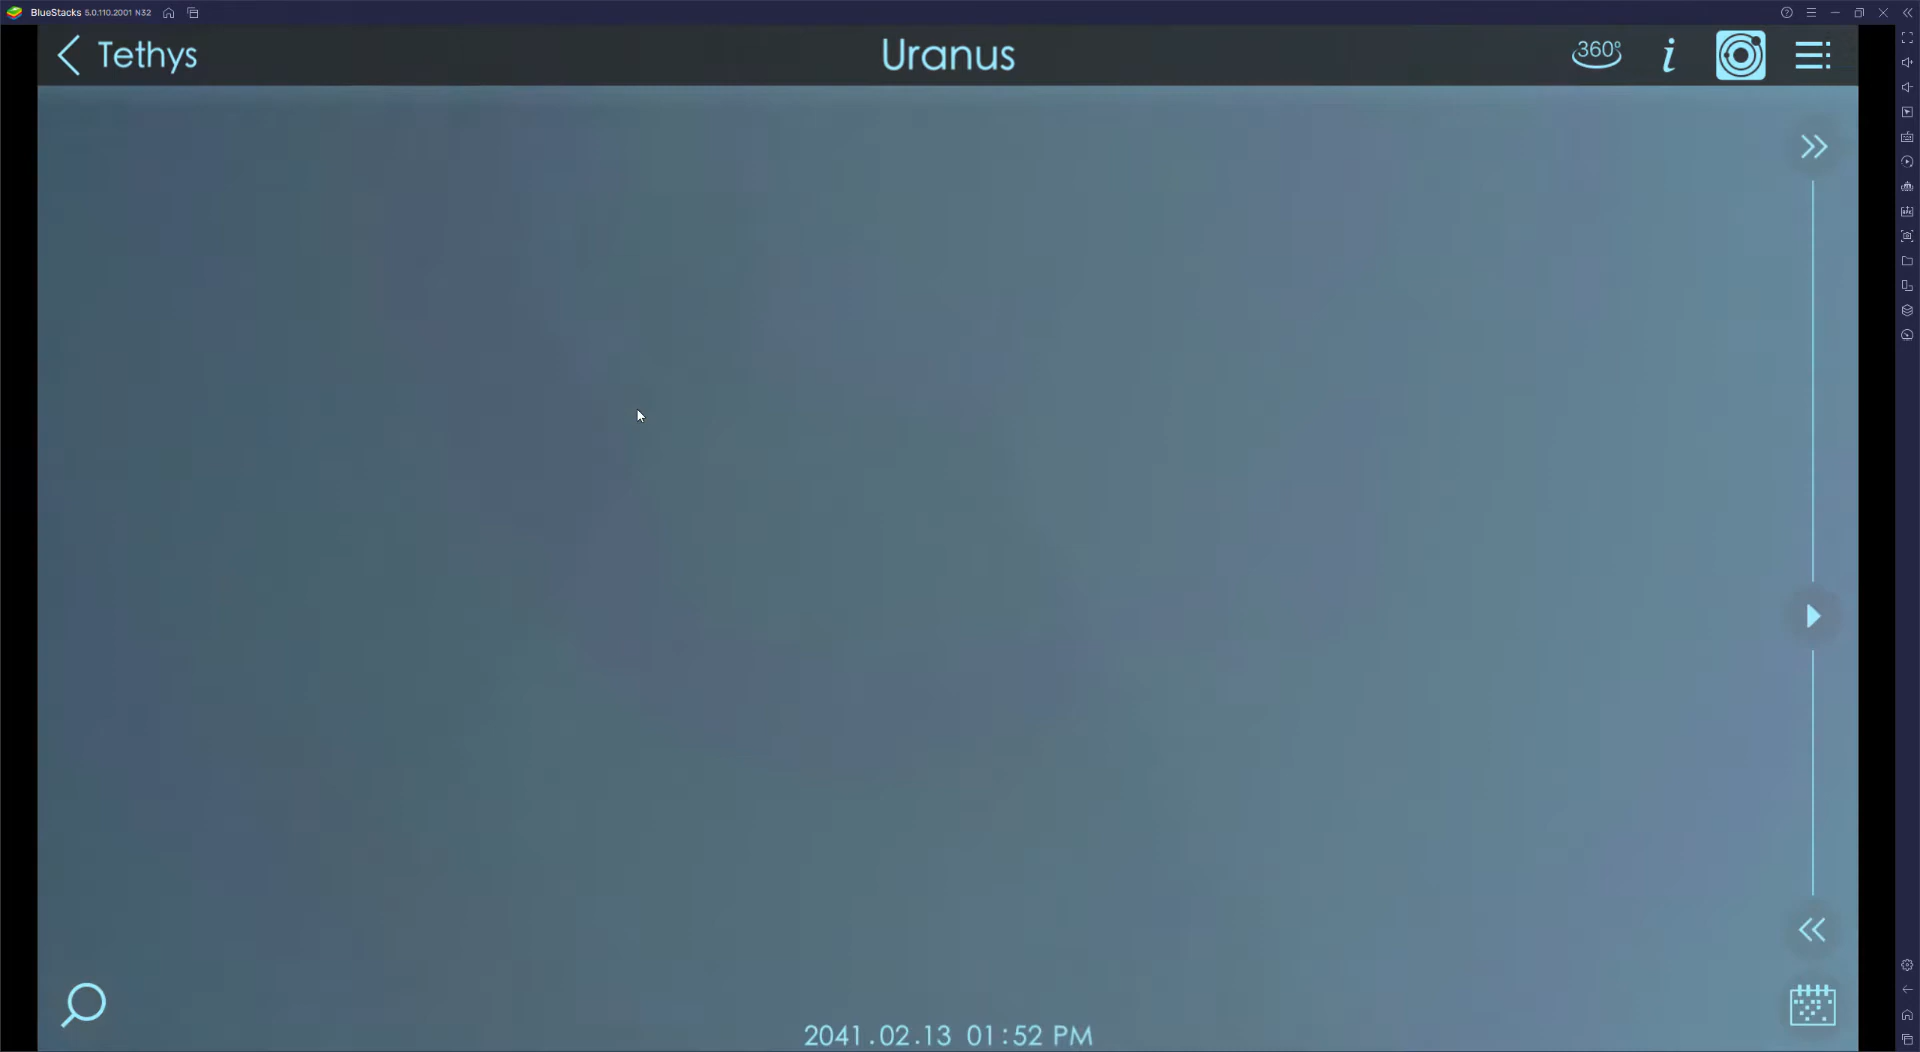 BlueStacks 5.0.110.2001 N32
Tethys
Uranus
360°
i
2041.02.13 01:52 PM